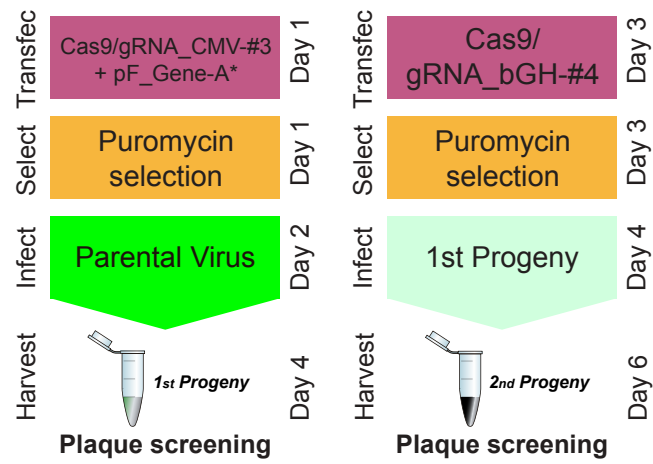 Transfec
Cas9/gRNA_CMV-#3
+ pF_Gene-A*
Day 1
Select
Puromycin
selection
Day 1
Infect
Parental Virus
Day 2
Harvest
1st Progeny
Day 4
Plaque screening
Transfec
Cas9/
gRNA_bGH-#4
Day 3
Select
Puromycin
selection
Day 3
Infect
1st Progeny
Day 4
Harvest
2nd Progeny
Day 6
Plaque screening